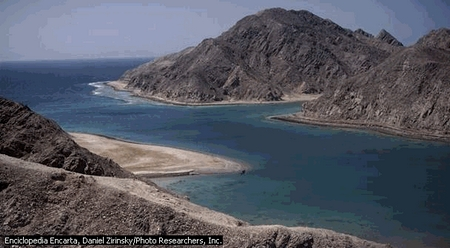 Enciclopedia Encarta, Daniel Zirinsky/Photo Researchers, Inc.